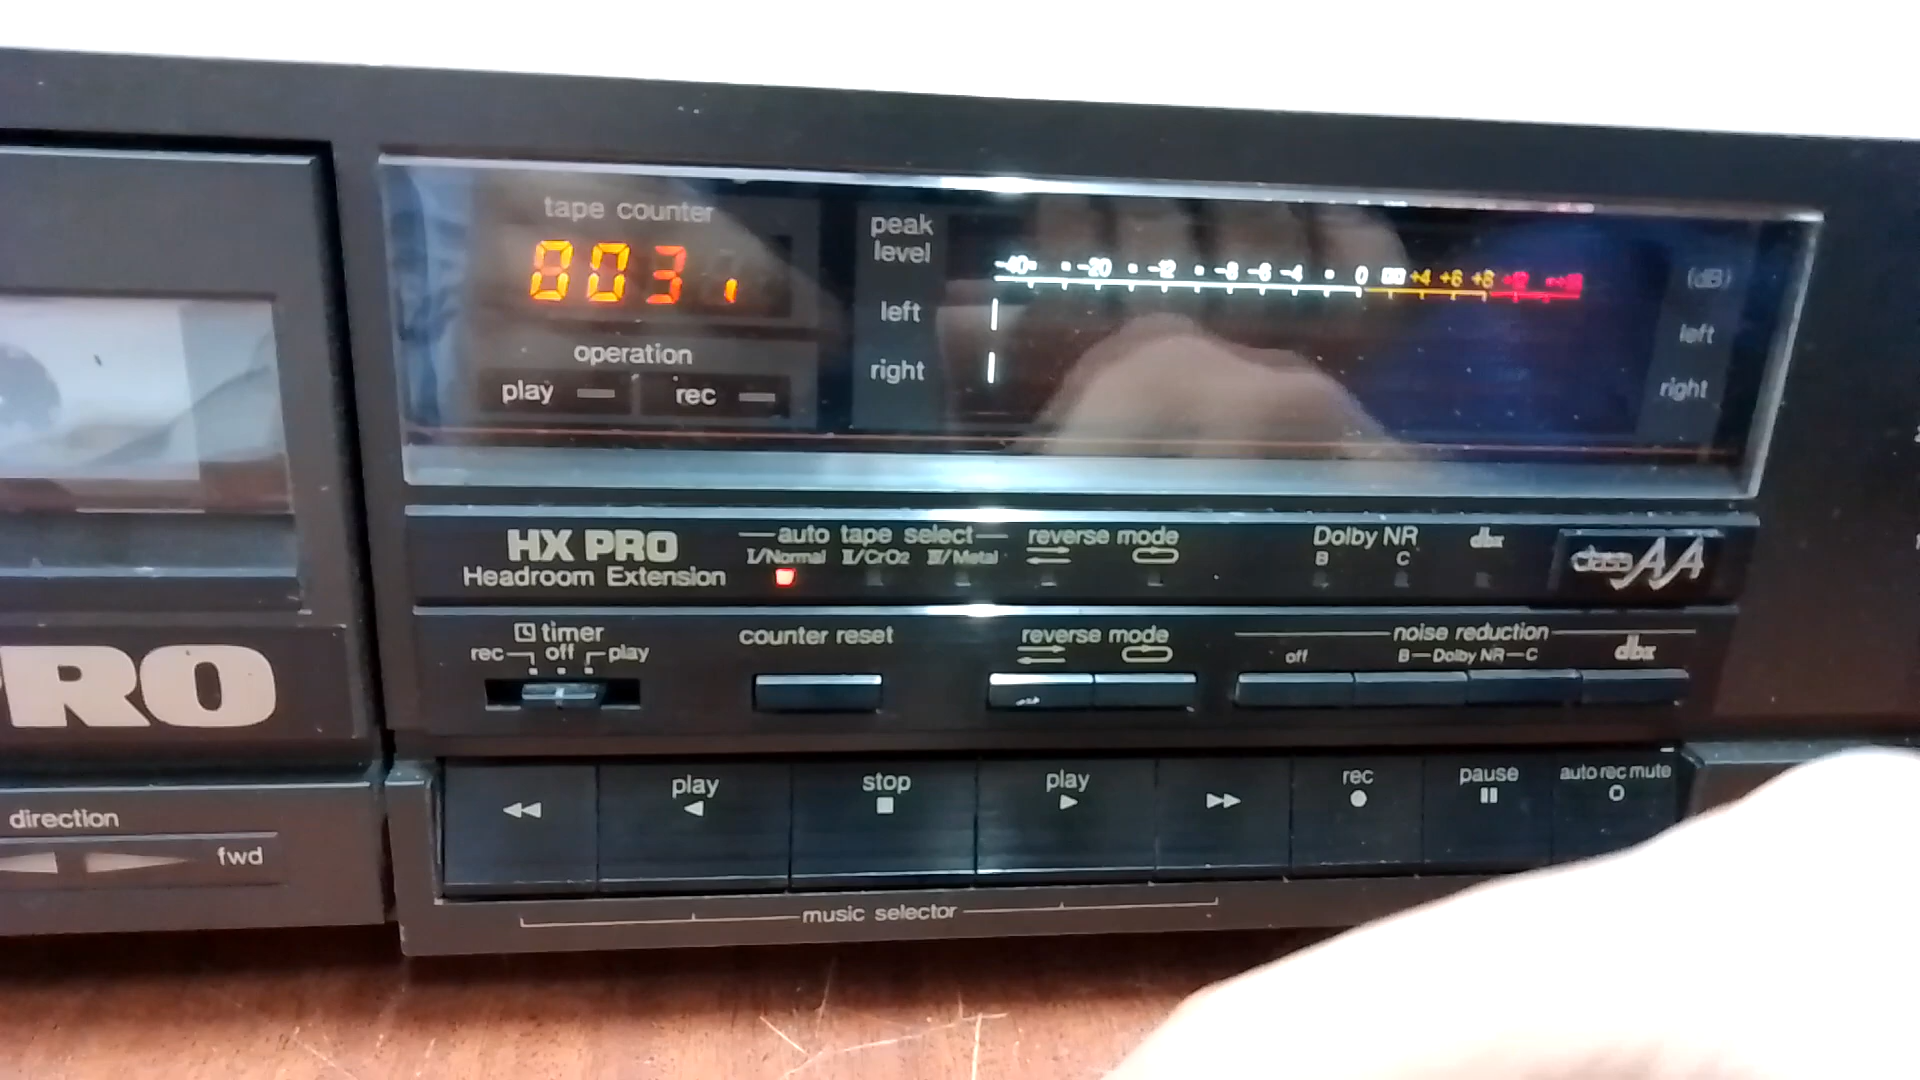 tape counter
003
operation
play
rec
peak
level
left
right
-40 -20 -12 -8 -6 -4 0 +4 +6 +8 +12
(dB)
left
right
HX PRO
Headroom Extension
auto tape select
I/Normal II/CrO2 III/Metal
reverse mode
Dolby NR
B C
dbx
class AA
timer
rec off play
counter reset
reverse mode
noise reduction
off B Dolby NR C dbx
RO
direction
fwd
play
stop
play
rec
pause
auto rec mute
music selector